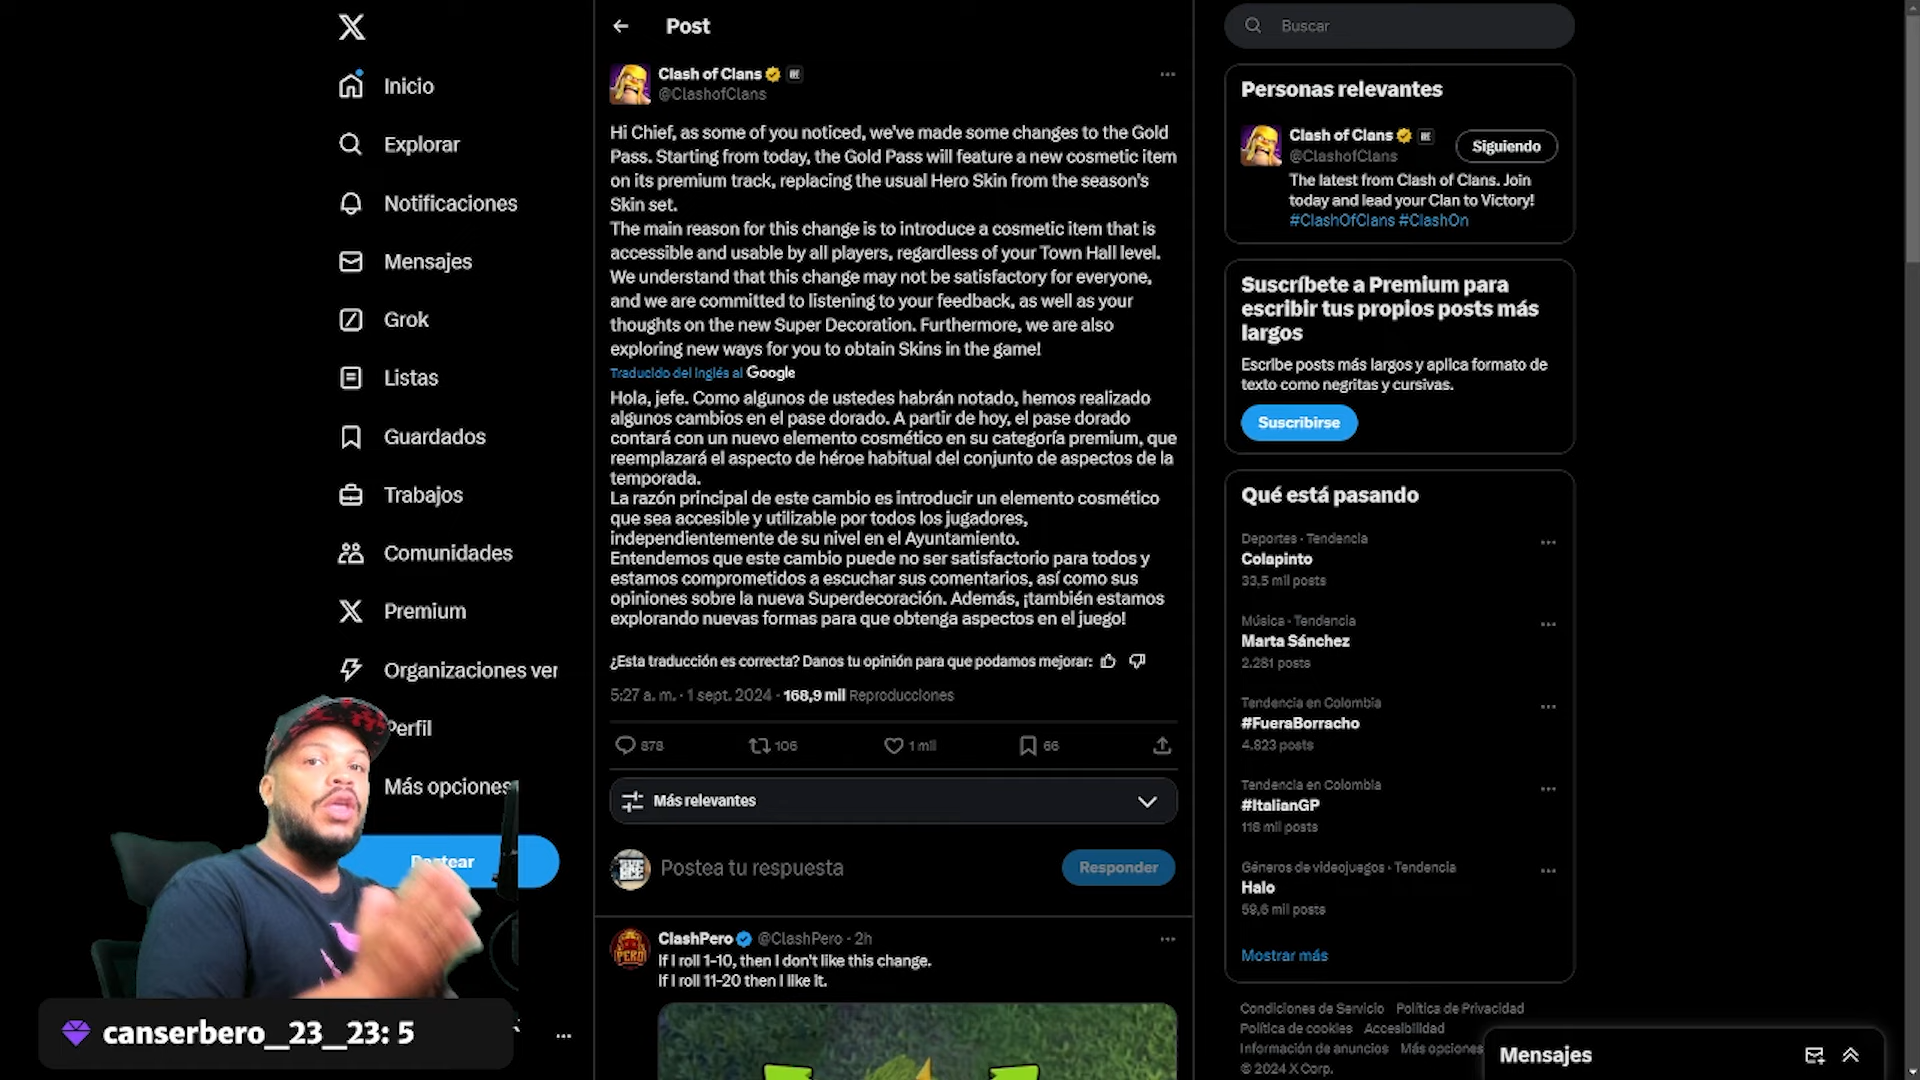 Inicio
Explorar
Notificaciones
Mensajes
Grok
Listas
Guardados
Trabajos
Comunidades
Premium
Organizaciones ver
Perfil
Más opciones
Postear
canserbero_23_23: 5
Post
Clash of Clans
@ClashofClans
Hi Chief, as some of you noticed, we've made some changes to the Gold
Pass. Starting from today, the Gold Pass will feature a new cosmetic item
on its premium track, replacing the usual Hero Skin from the season's
Skin set.
The main reason for this change is to introduce a cosmetic item that is
accessible and usable by all players, regardless of your Town Hall level.
We understand that this change may not be satisfactory for everyone,
and we are committed to listening to your feedback, as well as your
thoughts on the new Super Decoration. Furthermore, we are also
exploring new ways for you to obtain Skins in the game!
Traducido del inglés al Google
Hola, jefe. Como algunos de ustedes habrán notado, hemos realizado
algunos cambios en el pase dorado. A partir de hoy, el pase dorado
contará con un nuevo elemento cosmético en su categoría premium, que
reemplazará el aspecto de héroe habitual del conjunto de aspectos de la
temporada.
La razón principal de este cambio es introducir un elemento cosmético
que sea accesible y utilizable por todos los jugadores,
independientemente de su nivel en el Ayuntamiento.
Entendemos que este cambio puede no ser satisfactorio para todos y
estamos comprometidos a escuchar sus comentarios, así como sus
opiniones sobre la nueva Superdecoración. Además, ¡también estamos
explorando nuevas formas para que obtenga aspectos en el juego!
¿Esta traducción es correcta? Danos tu opinión para que podamos mejorar:
5:27 a. m. · 1 sept. 2024 · 168,9 mil Reproducciones
878 106 1 mil 66
Más relevantes
Postea tu respuesta
Responder
ClashPero @ClashPero · 2h
If I roll 1-10, then I don't like this change.
If I roll 11-20 then I like it.
Buscar
Personas relevantes
Clash of Clans
@ClashofClans
Siguiendo
The latest from Clash of Clans. Join
today and lead your Clan to Victory!
#ClashOfClans #ClashOn
Suscríbete a Premium para
escribir tus propios posts más
largos
Escribe posts más largos y aplica formato de
texto como negritas y cursivas.
Suscribirse
Qué está pasando
Deportes · Tendencia
Colapinto
33,5 mil posts
Música · Tendencia
Marta Sánchez
2.281 posts
Tendencia en Colombia
#FueraBorracho
4.823 posts
Tendencia en Colombia
#ItalianGP
116 mil posts
Géneros de videojuegos · Tendencia
Halo
59,6 mil posts
Mostrar más
Condiciones de Servicio Política de Privacidad
Política de cookies Accesibilidad
Información de anuncios Más opciones
© 2024 X Corp.
Mensajes